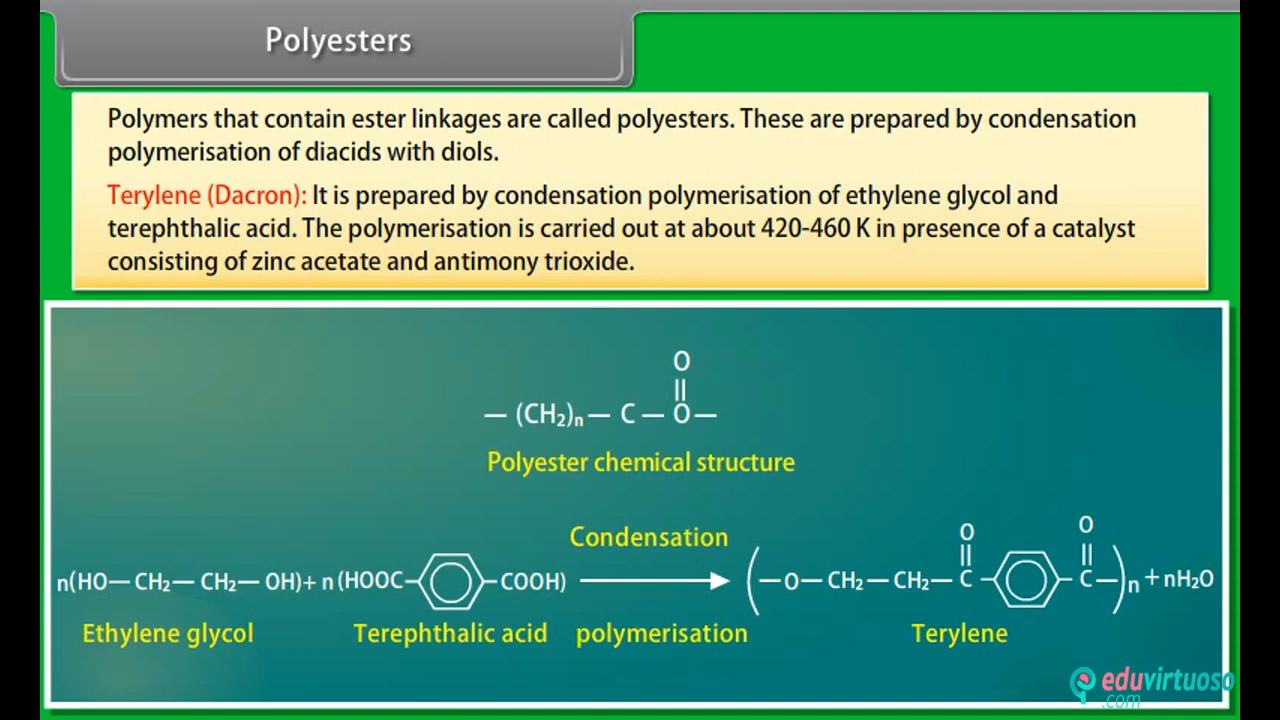 Polyesters
Polymers that contain ester linkages are called polyesters. These are prepared by condensation
polymerisation of diacids with diols.
Terylene (Dacron): It is prepared by condensation polymerisation of ethylene glycol and
terephthalic acid. The polymerisation is carried out at about 420-460 K in presence of a catalyst
consisting of zinc acetate and antimony trioxide.
O
||
— (CH₂)ₙ — C — O —
Polyester chemical structure
Condensation
O O
|| ||
n(HO— CH₂— CH₂— OH)+ n (HOOC— —COOH) (—O—CH₂—CH₂—C— —C—)n + nH₂O
Ethylene glycol Terephthalic acid polymerisation Terylene
eduvirtuoso
.com